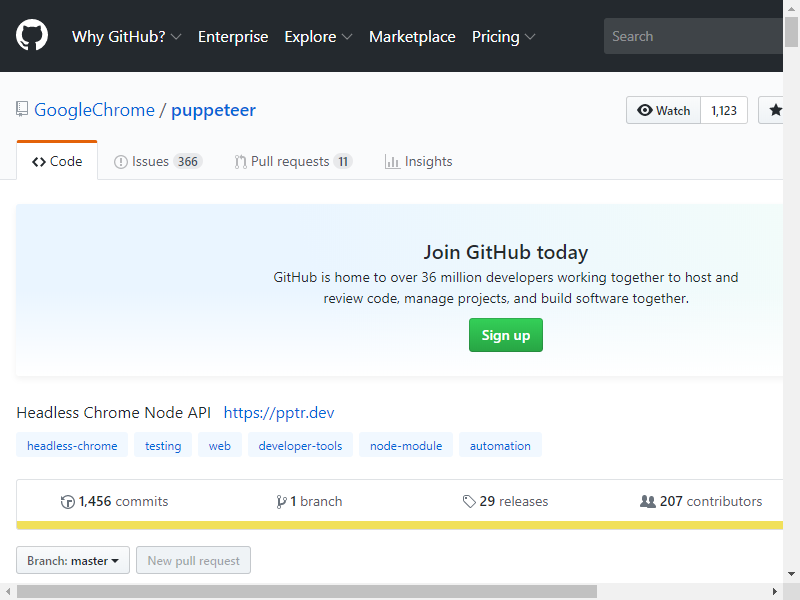 Why GitHub? Enterprise Explore Marketplace Pricing Search
GoogleChrome / puppeteer Watch 1,123
Code Issues 366 Pull requests 11 Insights
Join GitHub today
GitHub is home to over 36 million developers working together to host and
review code, manage projects, and build software together.
Sign up
Headless Chrome Node API https://pptr.dev
headless-chrome testing web developer-tools node-module automation
1,456 commits 1 branch 29 releases 207 contributors
Branch: master New pull request